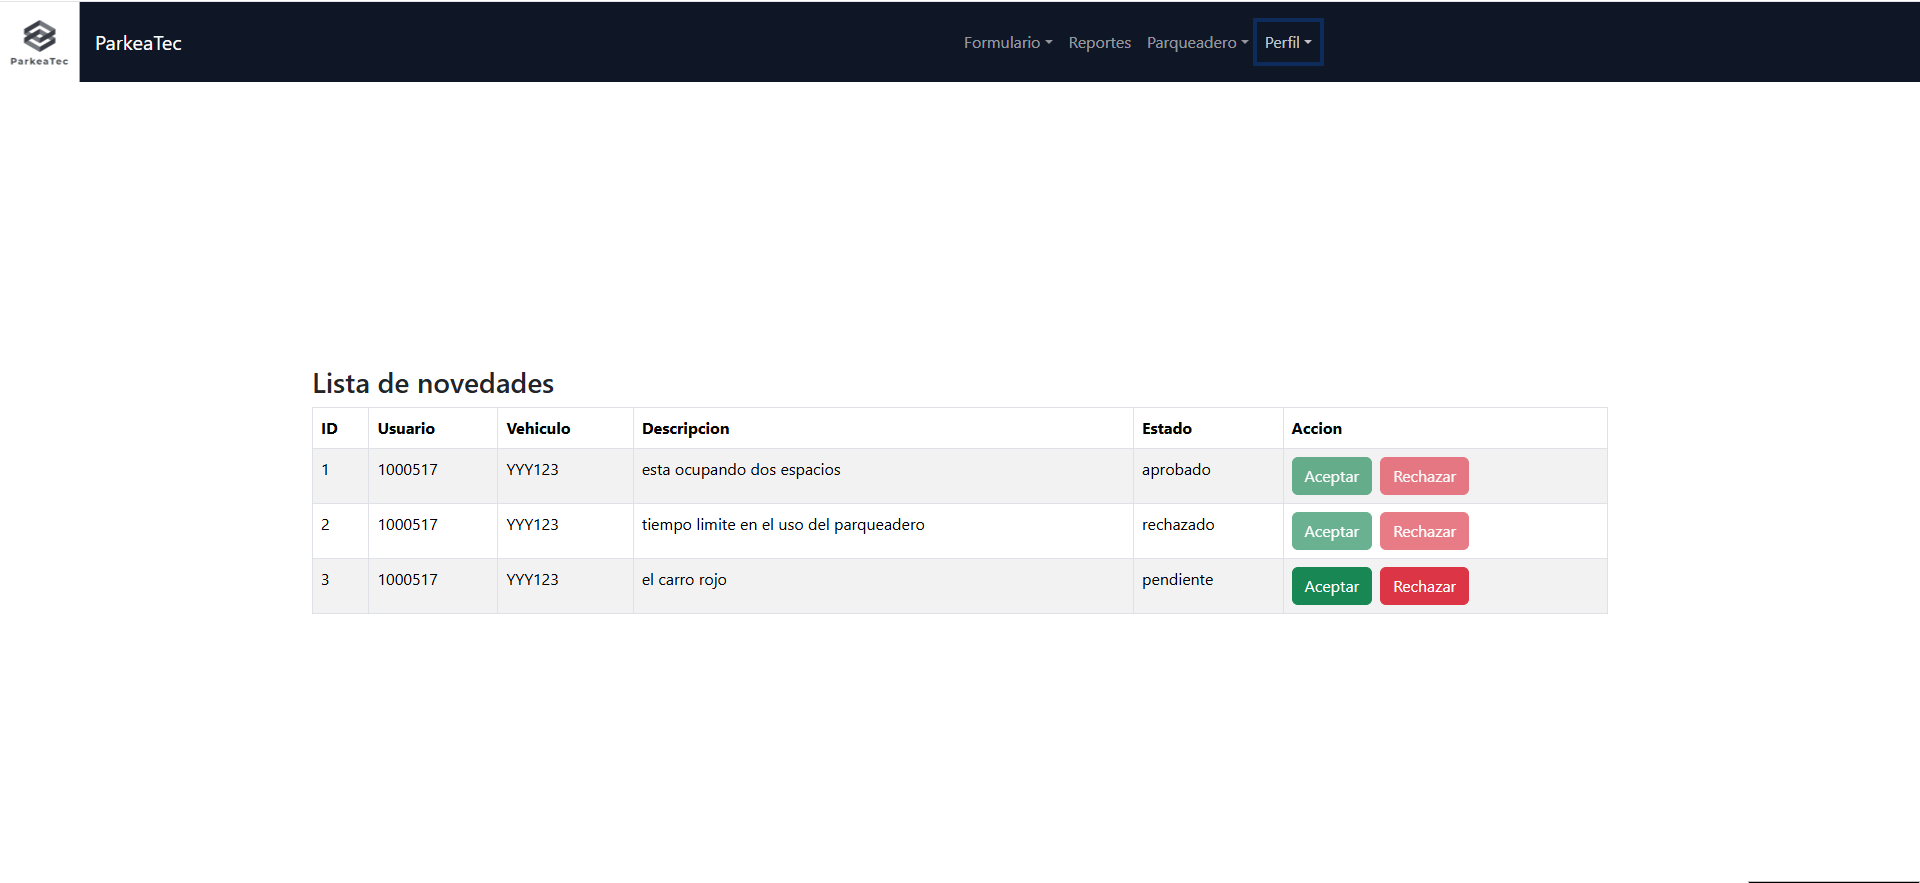 ParkeaTec
ParkeaTec Formulario Reportes Parqueadero Perfil
Lista de novedades
ID Usuario Vehiculo Descripcion Estado Accion
1 1000517 YYY123 esta ocupando dos espacios aprobado Aceptar Rechazar
2 1000517 YYY123 tiempo limite en el uso del parqueadero rechazado Aceptar Rechazar
3 1000517 YYY123 el carro rojo pendiente Aceptar Rechazar